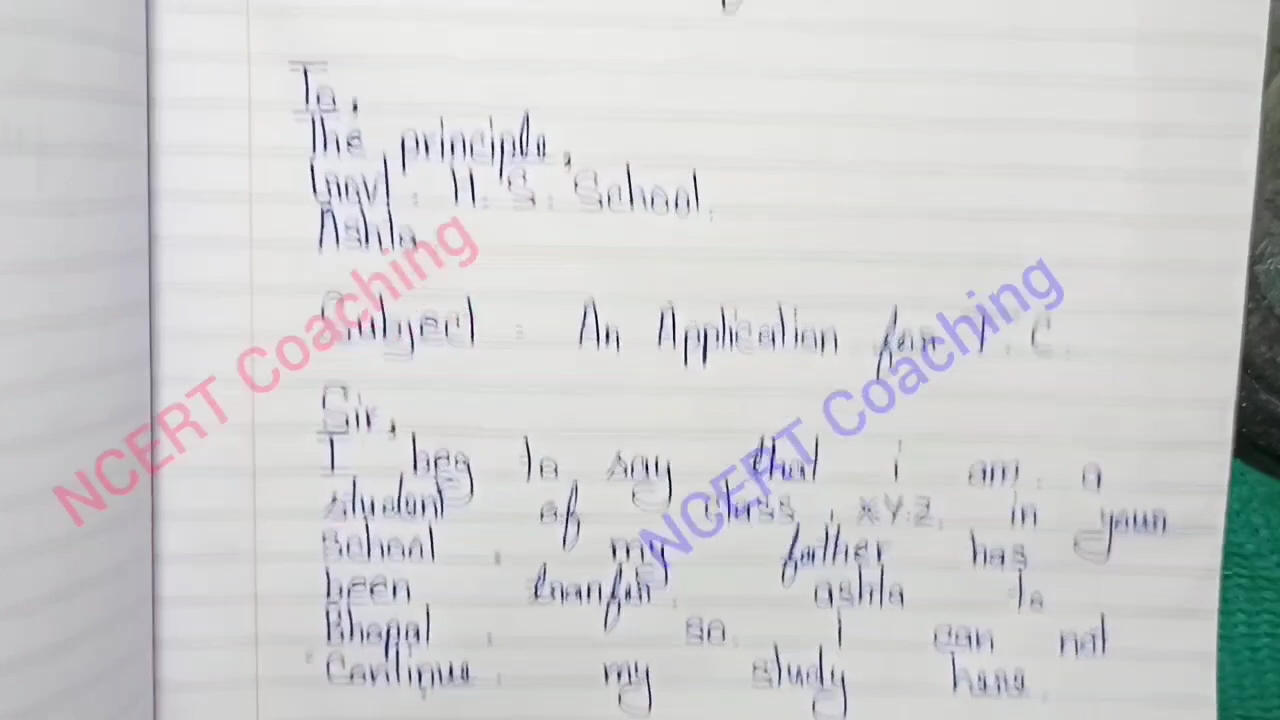 To,
The principle,
Govt. H. S. School,
Ashta
Subject : An Application for T. C.
Sir,
I beg to say that i am a
student of class, X.Y.Z. in your
School. my father has
been tranfer. ashta to
Bhopal. so. I can not
Continue my study here.
NCERT Coaching
NCERT Coaching